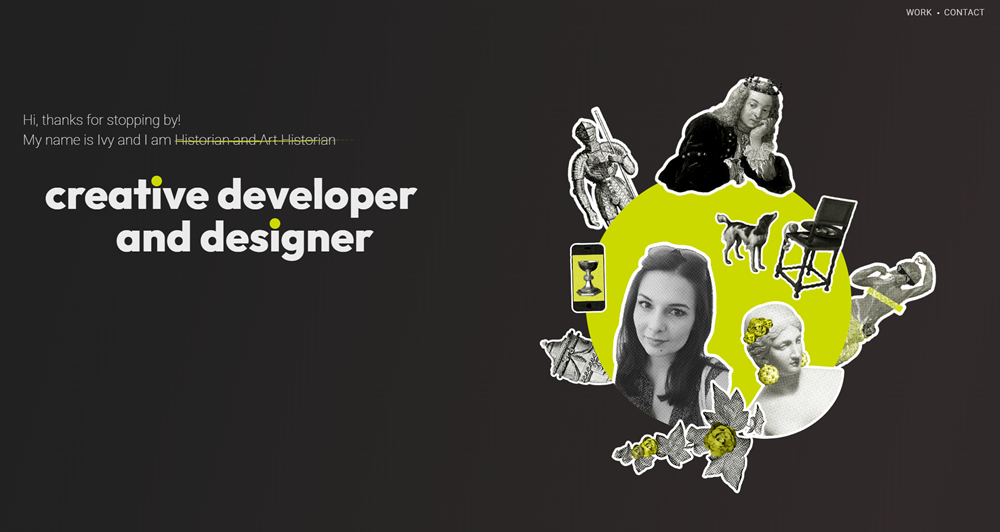 WORK • CONTACT
Hi, thanks for stopping by!
My name is Ivy and I am Historian and Art Historian
creative developer
and designer